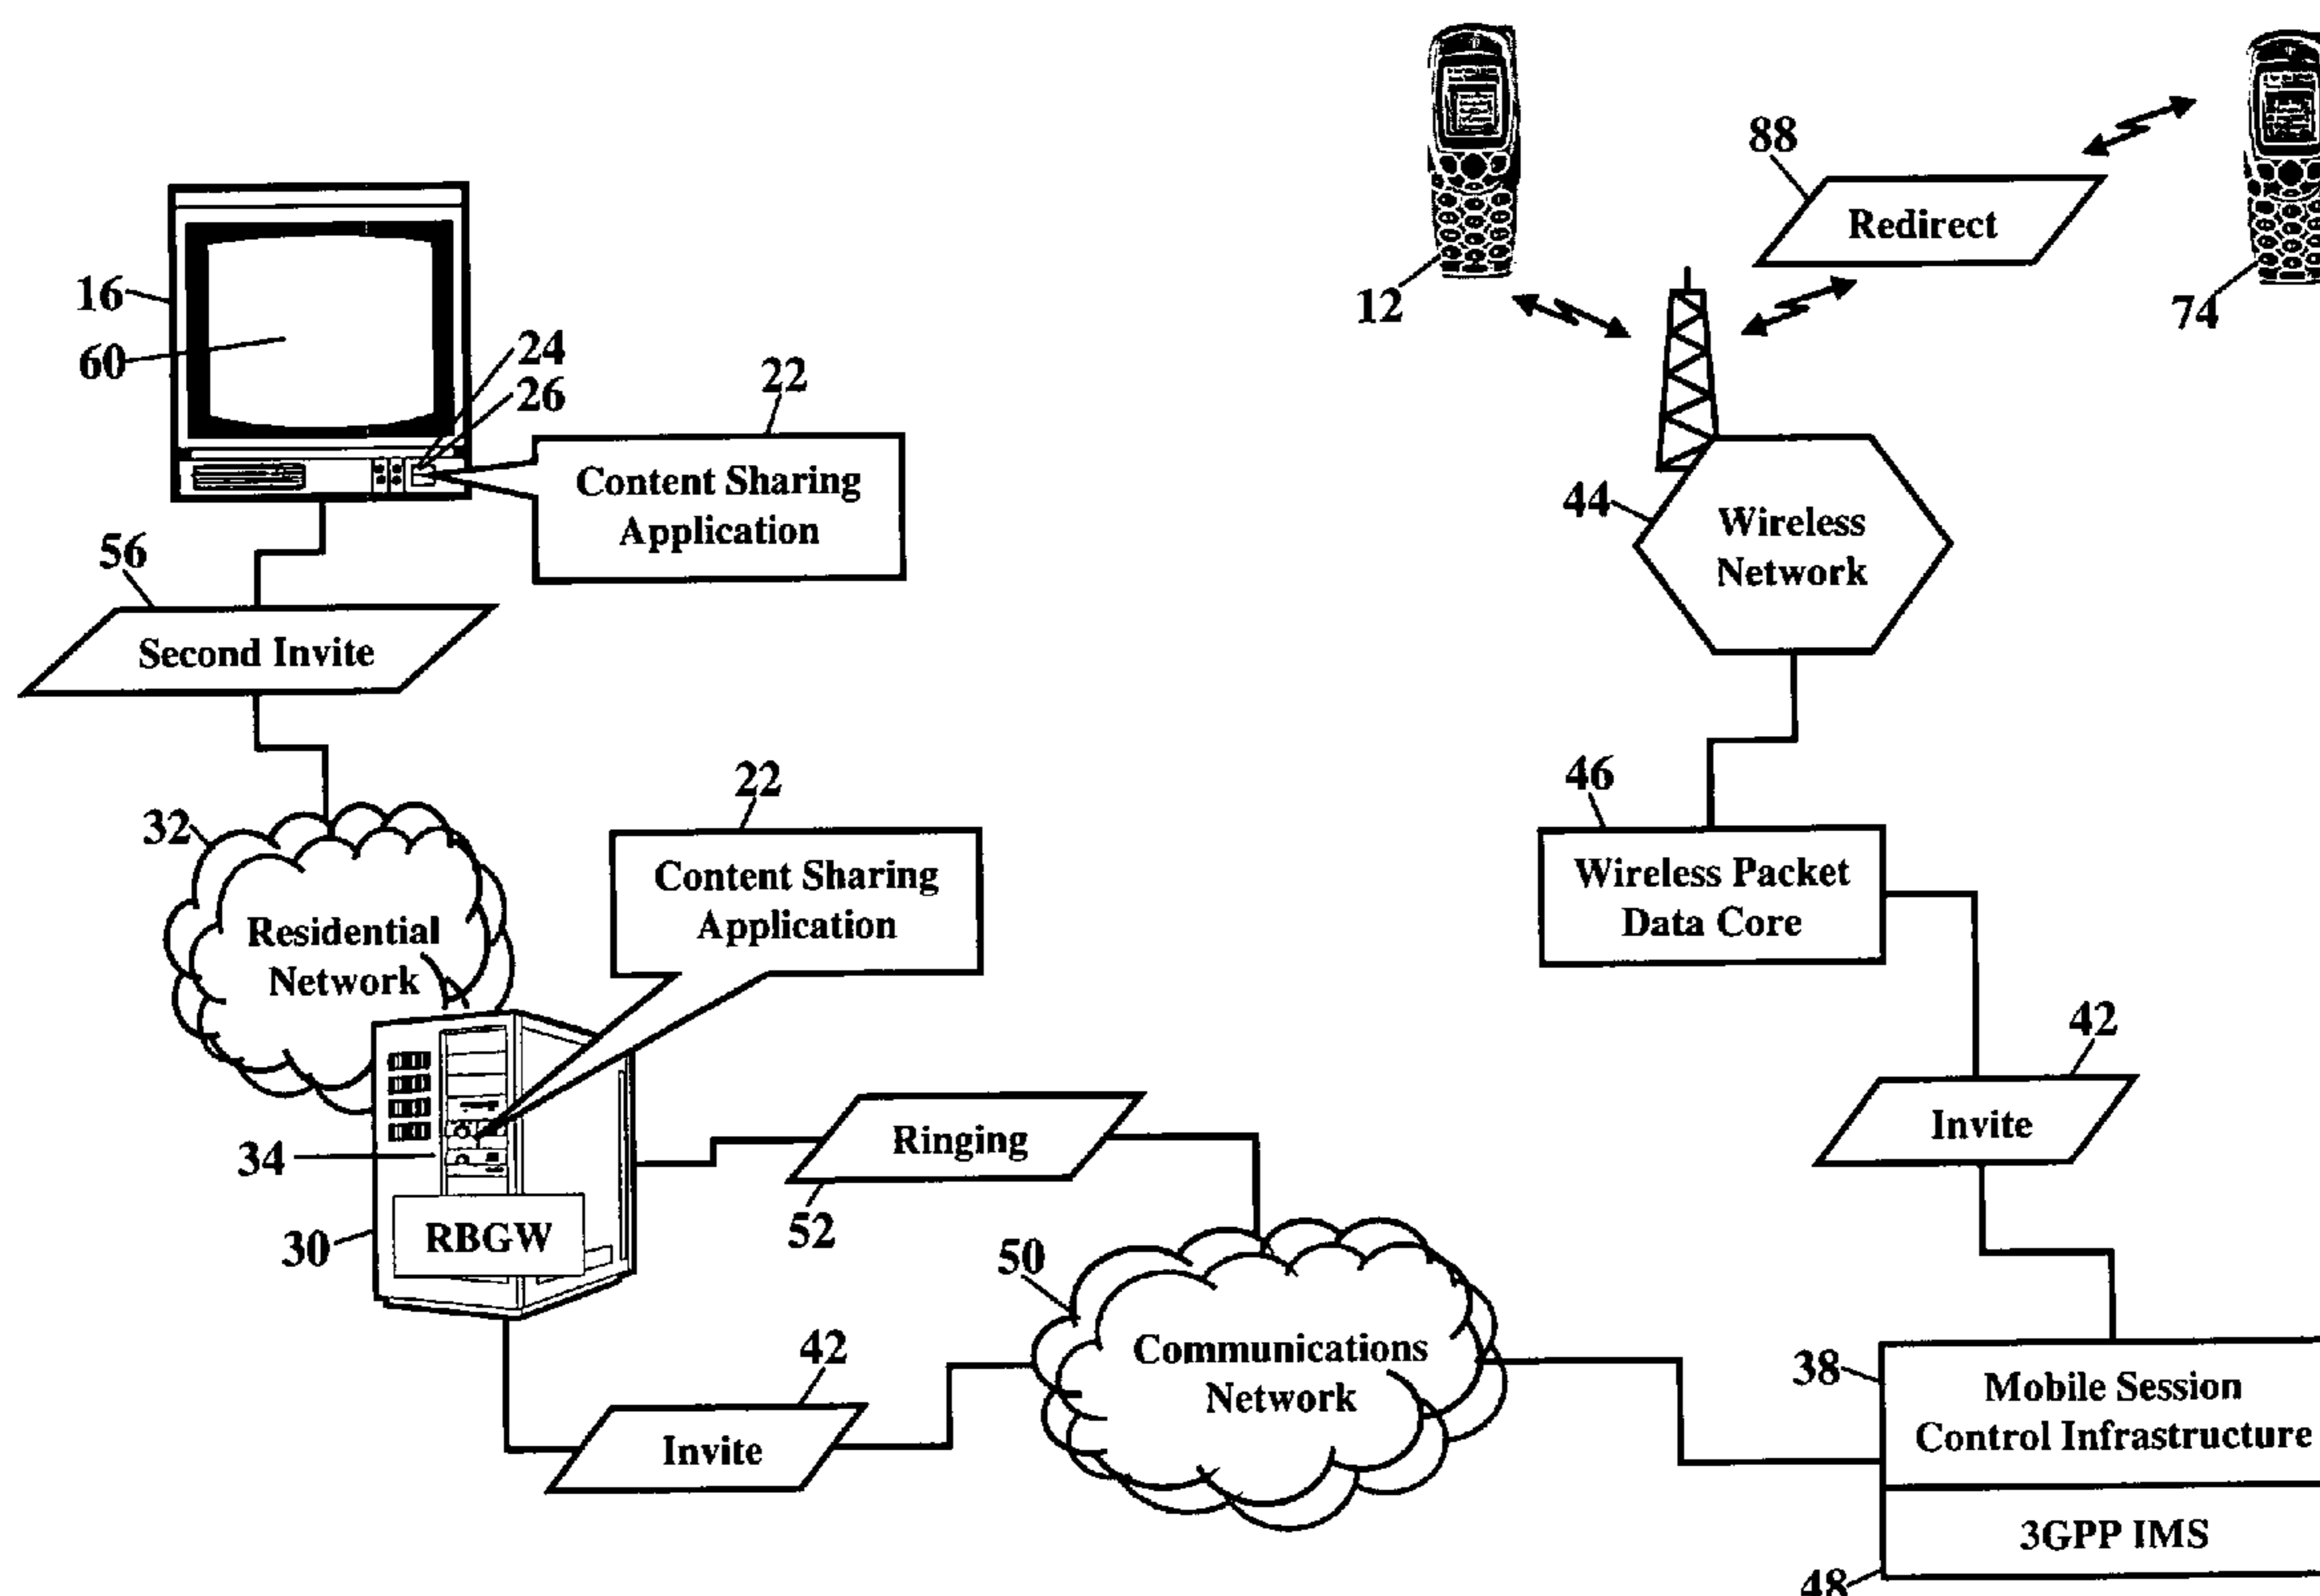 88
Redirect
12
74
16
60
24
26
22
Content Sharing
Application
44
Wireless
Network
56
Second Invite
46
Wireless Packet
Data Core
22
Content Sharing
Application
32
Residential
Network
42
Invite
34
Ringing
52
30
RBGW
50
Communications
Network
42
Invite
38
Mobile Session
Control Infrastructure
3GPP IMS
48